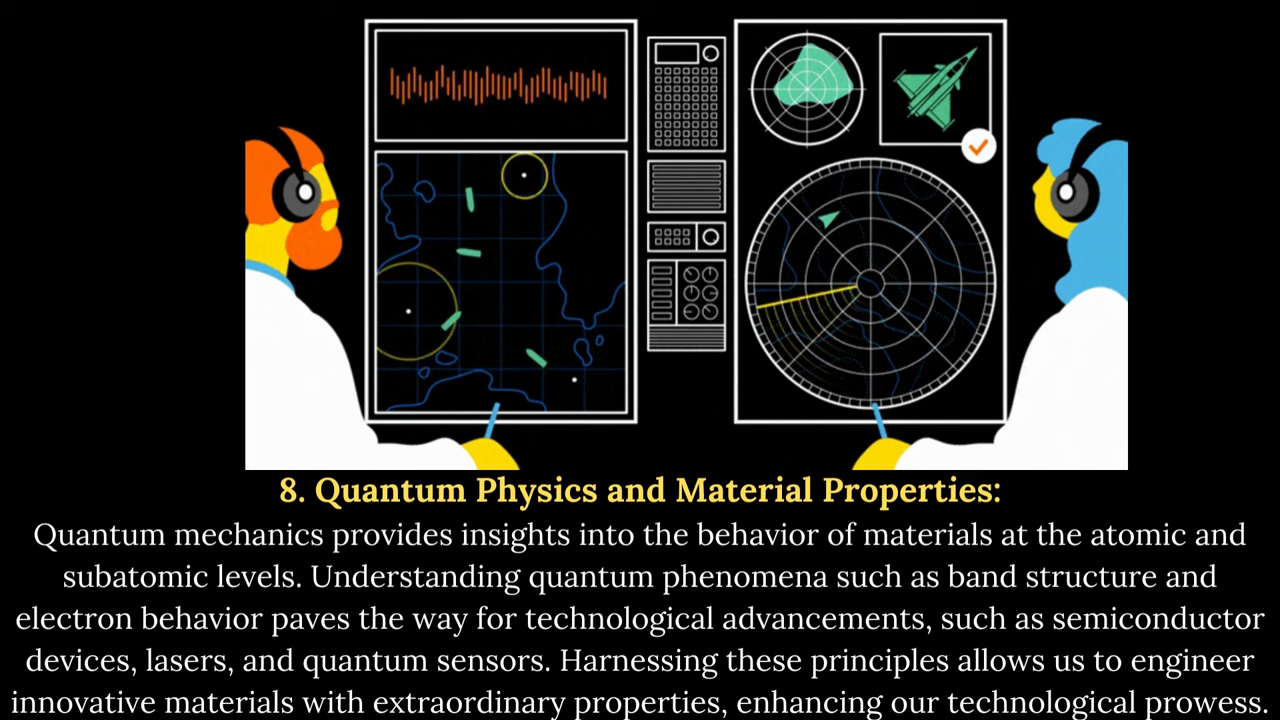 8. Quantum Physics and Material Properties:
Quantum mechanics provides insights into the behavior of materials at the atomic and
subatomic levels. Understanding quantum phenomena such as band structure and
electron behavior paves the way for technological advancements, such as semiconductor
devices, lasers, and quantum sensors. Harnessing these principles allows us to engineer
innovative materials with extraordinary properties, enhancing our technological prowess.